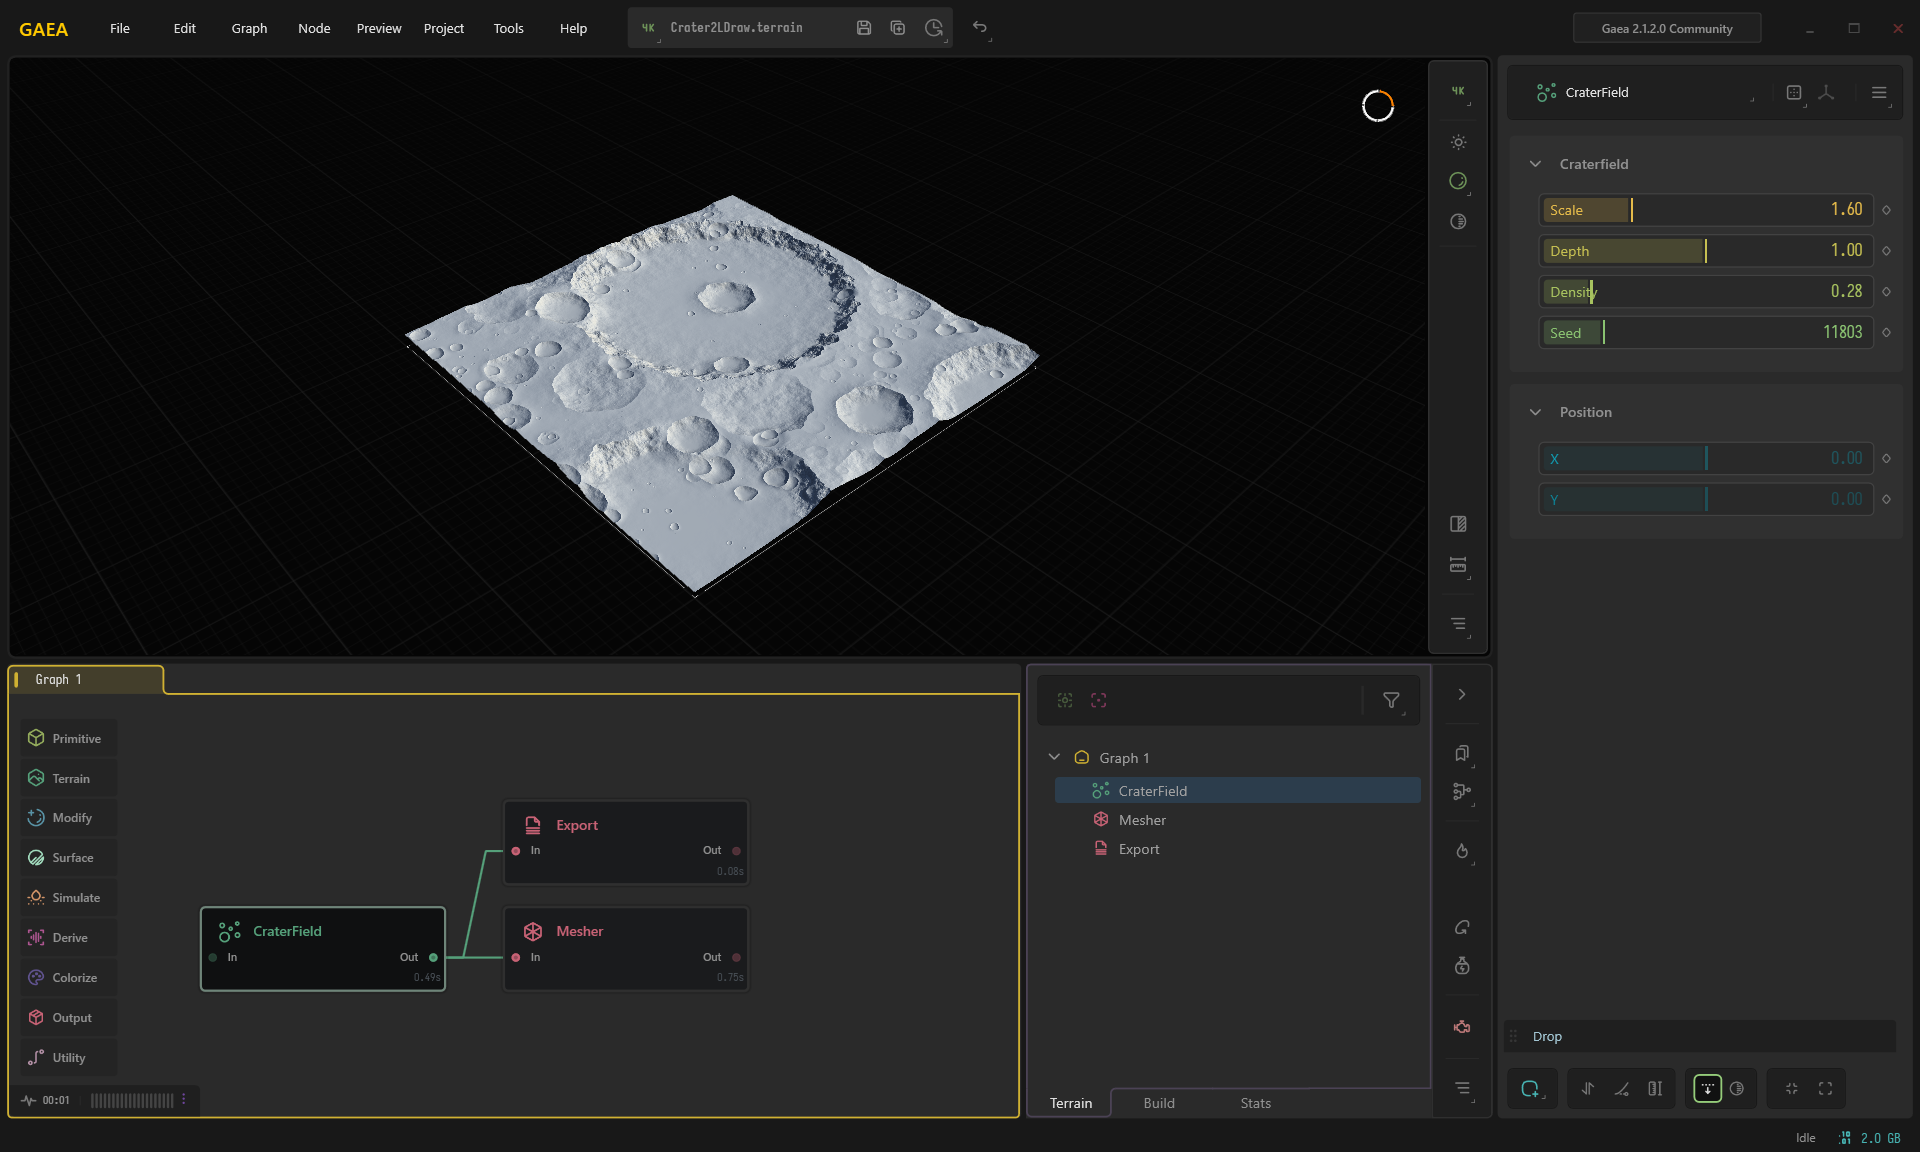 GAEA File Edit Graph Node Preview Project Tools Help 4K Crater2LDraw.terrain Gaea 2.1.2.0 Community
4K
CraterField
Craterfield
Scale 1.60
Depth 1.00
Density 0.28
Seed 11803
Position
X 0.00
Y 0.00
Graph 1
Primitive
Terrain
Modify
Surface
Simulate
Derive
Colorize
Output
Utility
Export
In Out
0.08s
CraterField
In Out
0.49s
Mesher
In Out
0.75s
00:01
Graph 1
CraterField
Mesher
Export
Terrain Build Stats
Drop
Idle 2.0 GB